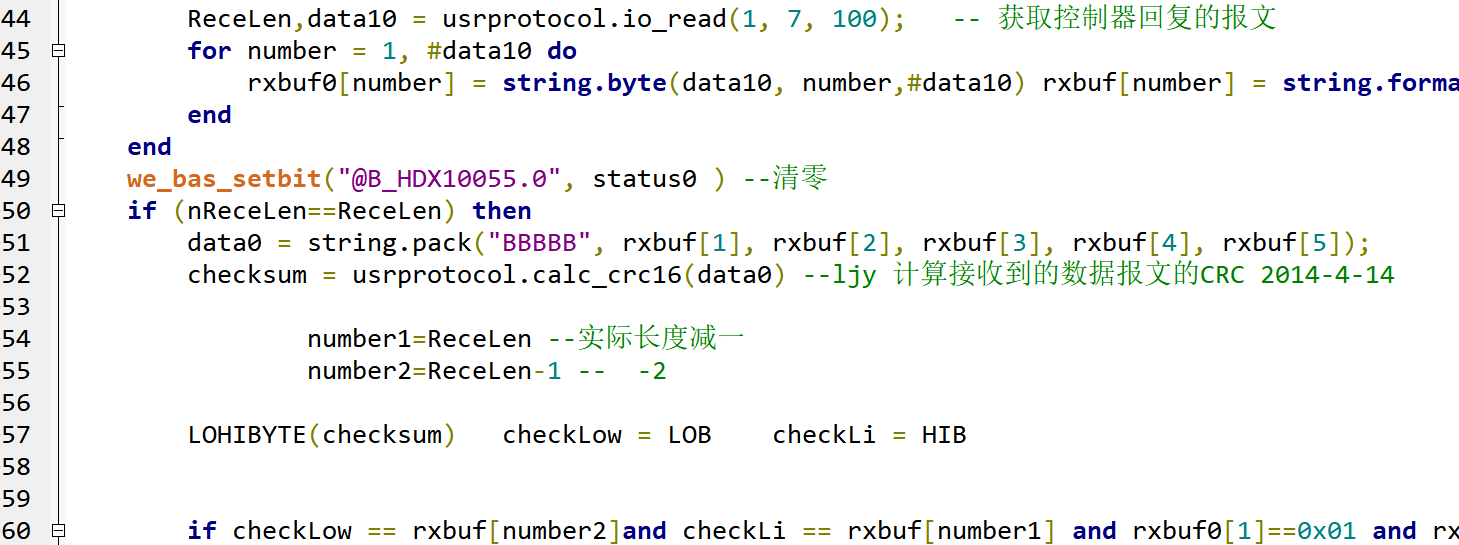 44 ReceLen,data10 = usrprotocol.io_read(1, 7, 100); -- 获取控制器回复的报文
45 for number = 1, #data10 do
46 rxbuf0[number] = string.byte(data10, number,#data10) rxbuf[number] = string.forma
47 end
48 end
49 we_bas_setbit("@B_HDX10055.0", status0 ) --清零
50 if (nReceLen==ReceLen) then
51 data0 = string.pack("BBBBB", rxbuf[1], rxbuf[2], rxbuf[3], rxbuf[4], rxbuf[5]);
52 checksum = usrprotocol.calc_crc16(data0) --ljy 计算接收到的数据报文的CRC 2014-4-14
53
54 number1=ReceLen --实际长度减一
55 number2=ReceLen-1 -- -2
56
57 LOHIBYTE(checksum) checkLow = LOB checkLi = HIB
58
59
60 if checkLow == rxbuf[number2]and checkLi == rxbuf[number1] and rxbuf0[1]==0x01 and rx